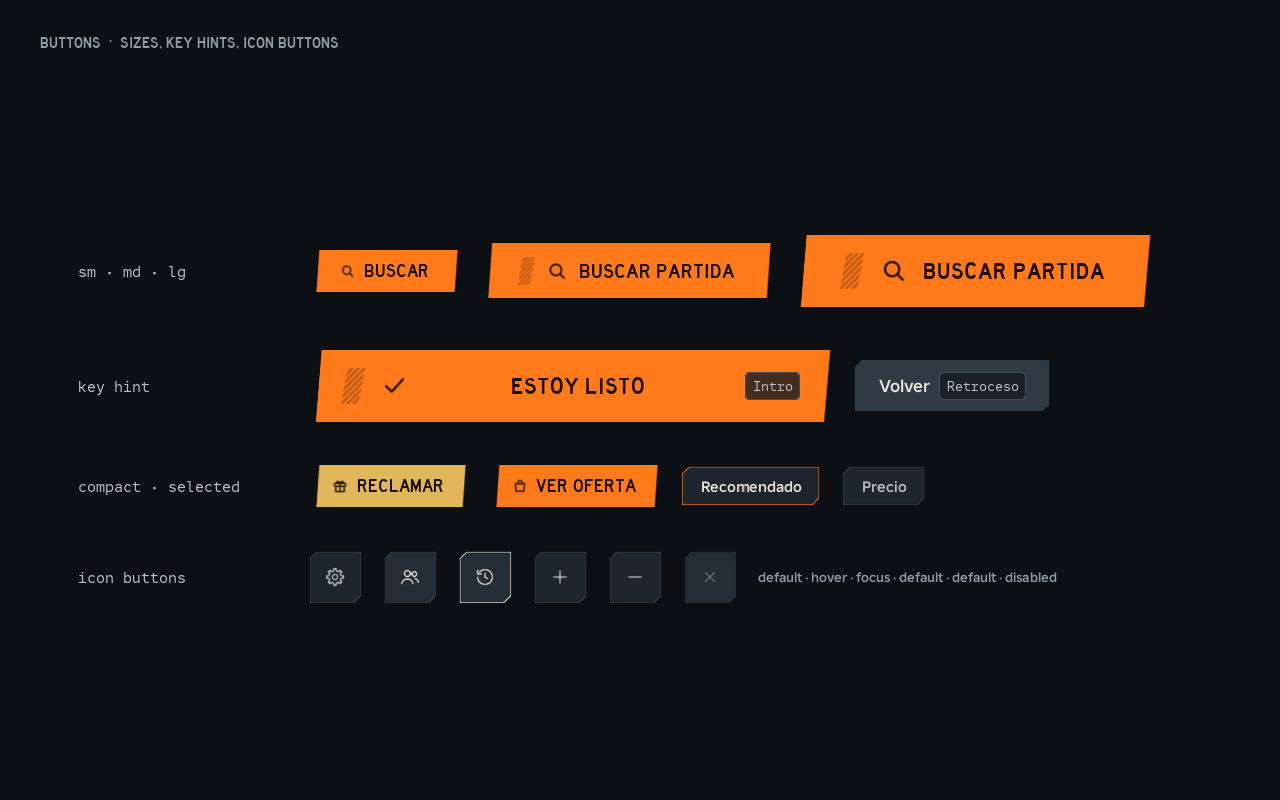 BUTTONS · SIZES, KEY HINTS, ICON BUTTONS
sm · md · lg
BUSCAR
BUSCAR PARTIDA
BUSCAR PARTIDA
key hint
ESTOY LISTO
Intro
Volver
Retroceso
compact · selected
RECLAMAR
VER OFERTA
Recomendado
Precio
icon buttons
default · hover · focus · default · default · disabled